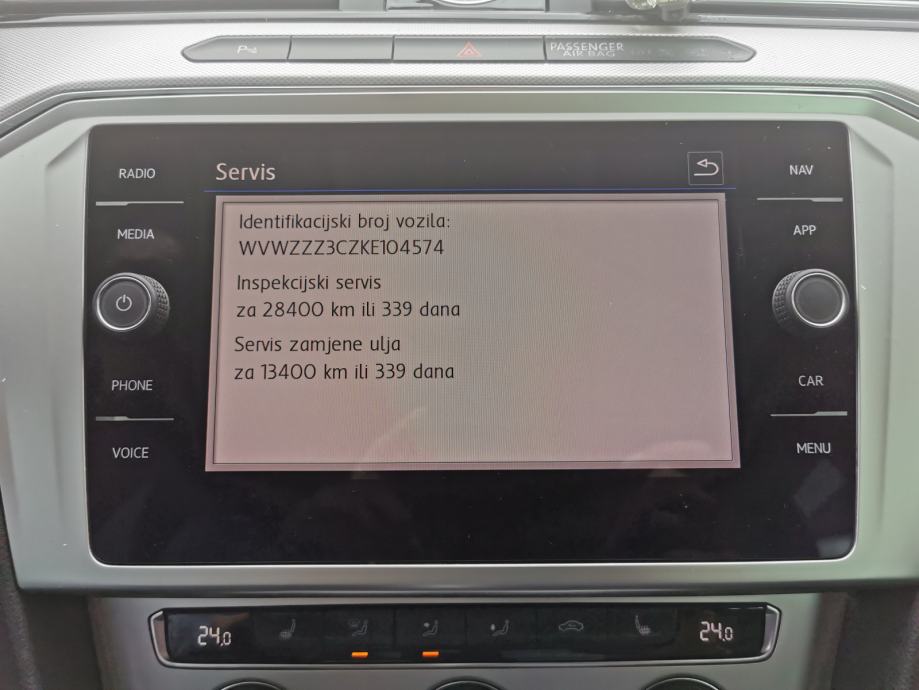 PASSENGER
AIR BAG
RADIO
Servis
NAV
MEDIA
APP
Identifikacijski broj vozila:
WVWZZZ3CZKE104574
Inspekcijski servis
za 28400 km ili 339 dana
Servis zamjene ulja
za 13400 km ili 339 dana
PHONE
CAR
VOICE
MENU
24.0
24.0